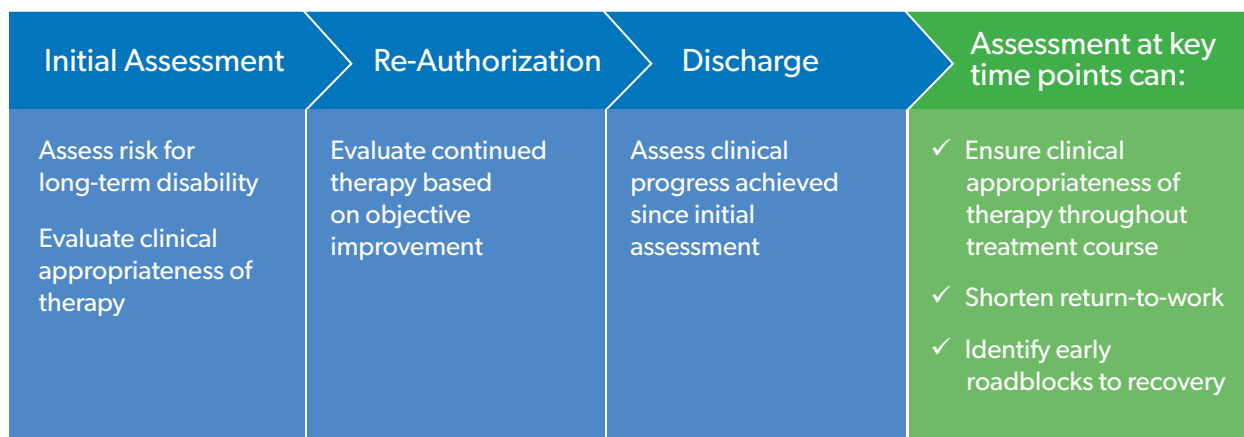 Initial Assessment
Assess risk for
long-term disability
Evaluate clinical
appropriateness of
therapy
Re-Authorization
Evaluate continued
therapy based
on objective
improvement
Discharge
Assess clinical
progress achieved
since initial
assessment
Assessment at key
time points can:
✓ Ensure clinical
appropriateness of
therapy throughout
treatment course
✓ Shorten return-to-work
✓ Identify early
roadblocks to recovery